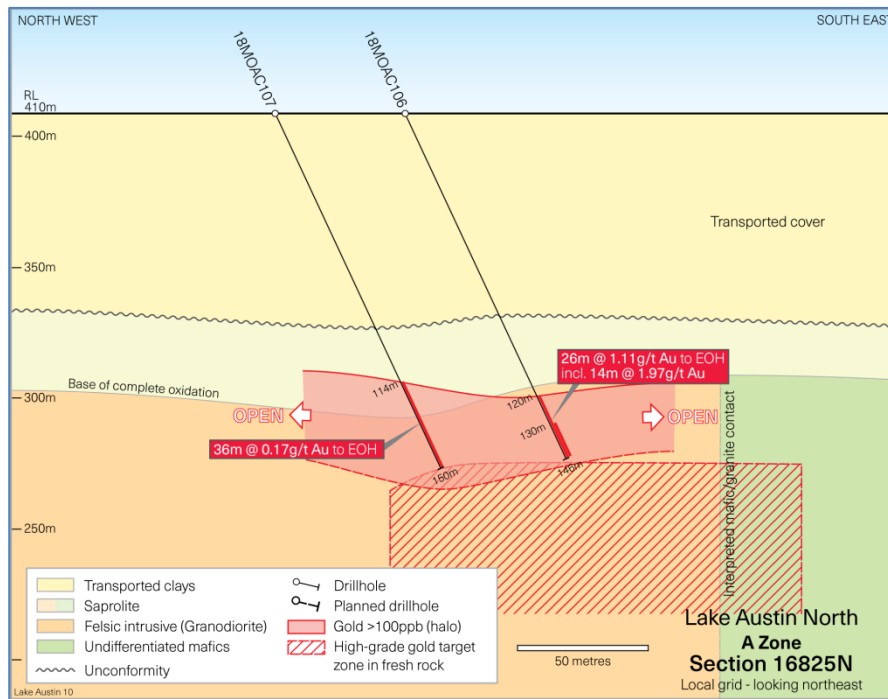 NORTH WEST
SOUTH EAST
18MOAC107
18MOAC106
RL
410m
400m
Transported cover
350m
26m @ 1.11g/t Au to EOH
incl. 14m @ 1.97g/t Au
Base of complete oxidation
300m
114m
120m
OPEN
OPEN
130m
36m @ 0.17g/t Au to EOH
146m
150m
Interpreted mafic/granite contact
250m
Transported clays
Saprolite
Felsic intrusive (Granodiorite)
Undifferentiated mafics
Unconformity
Drillhole
Planned drillhole
Gold >100ppb (halo)
High-grade gold target
zone in fresh rock
50 metres
Lake Austin North
A Zone
Section 16825N
Local grid - looking northeast
Lake Austin 10